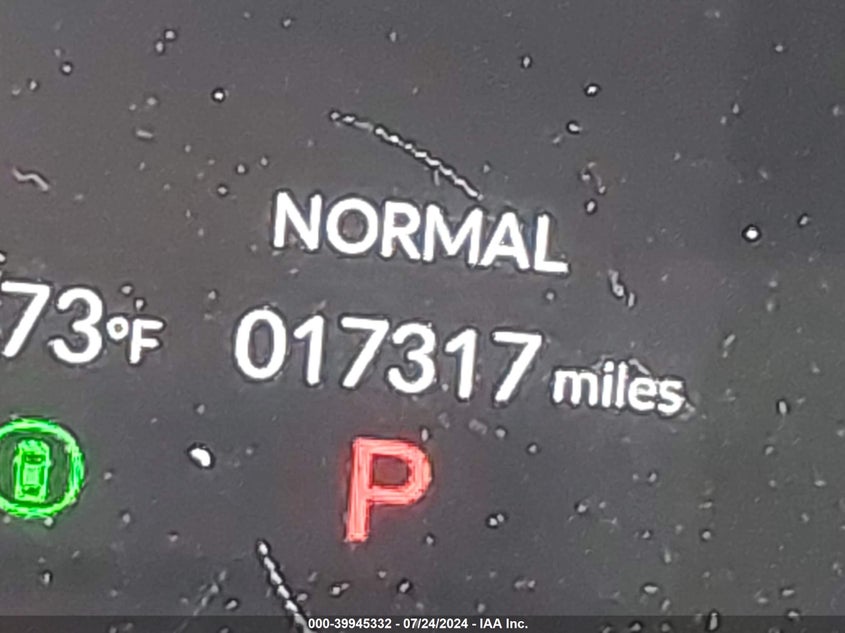 NORMAL
73°F
017317 miles
P
000-39945332 - 07/24/2024 - IAA Inc.